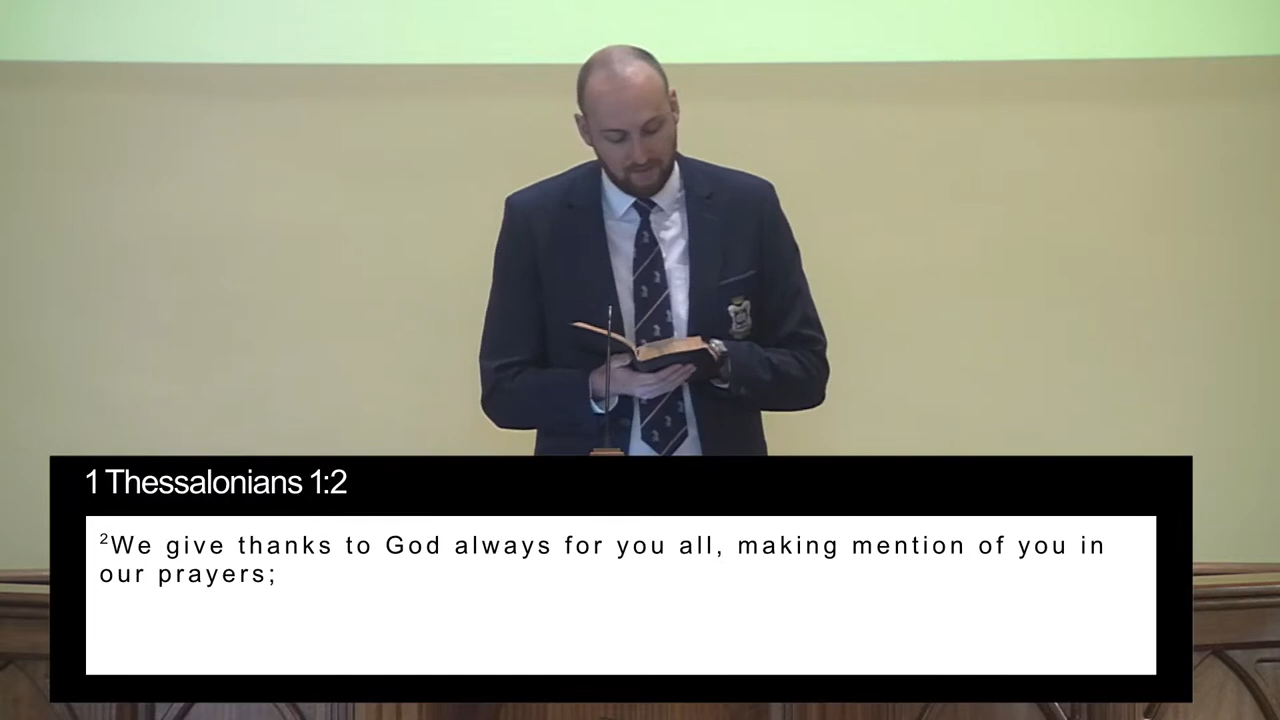 1 Thessalonians 1:2
²We give thanks to God always for you all, making mention of you in
our prayers;